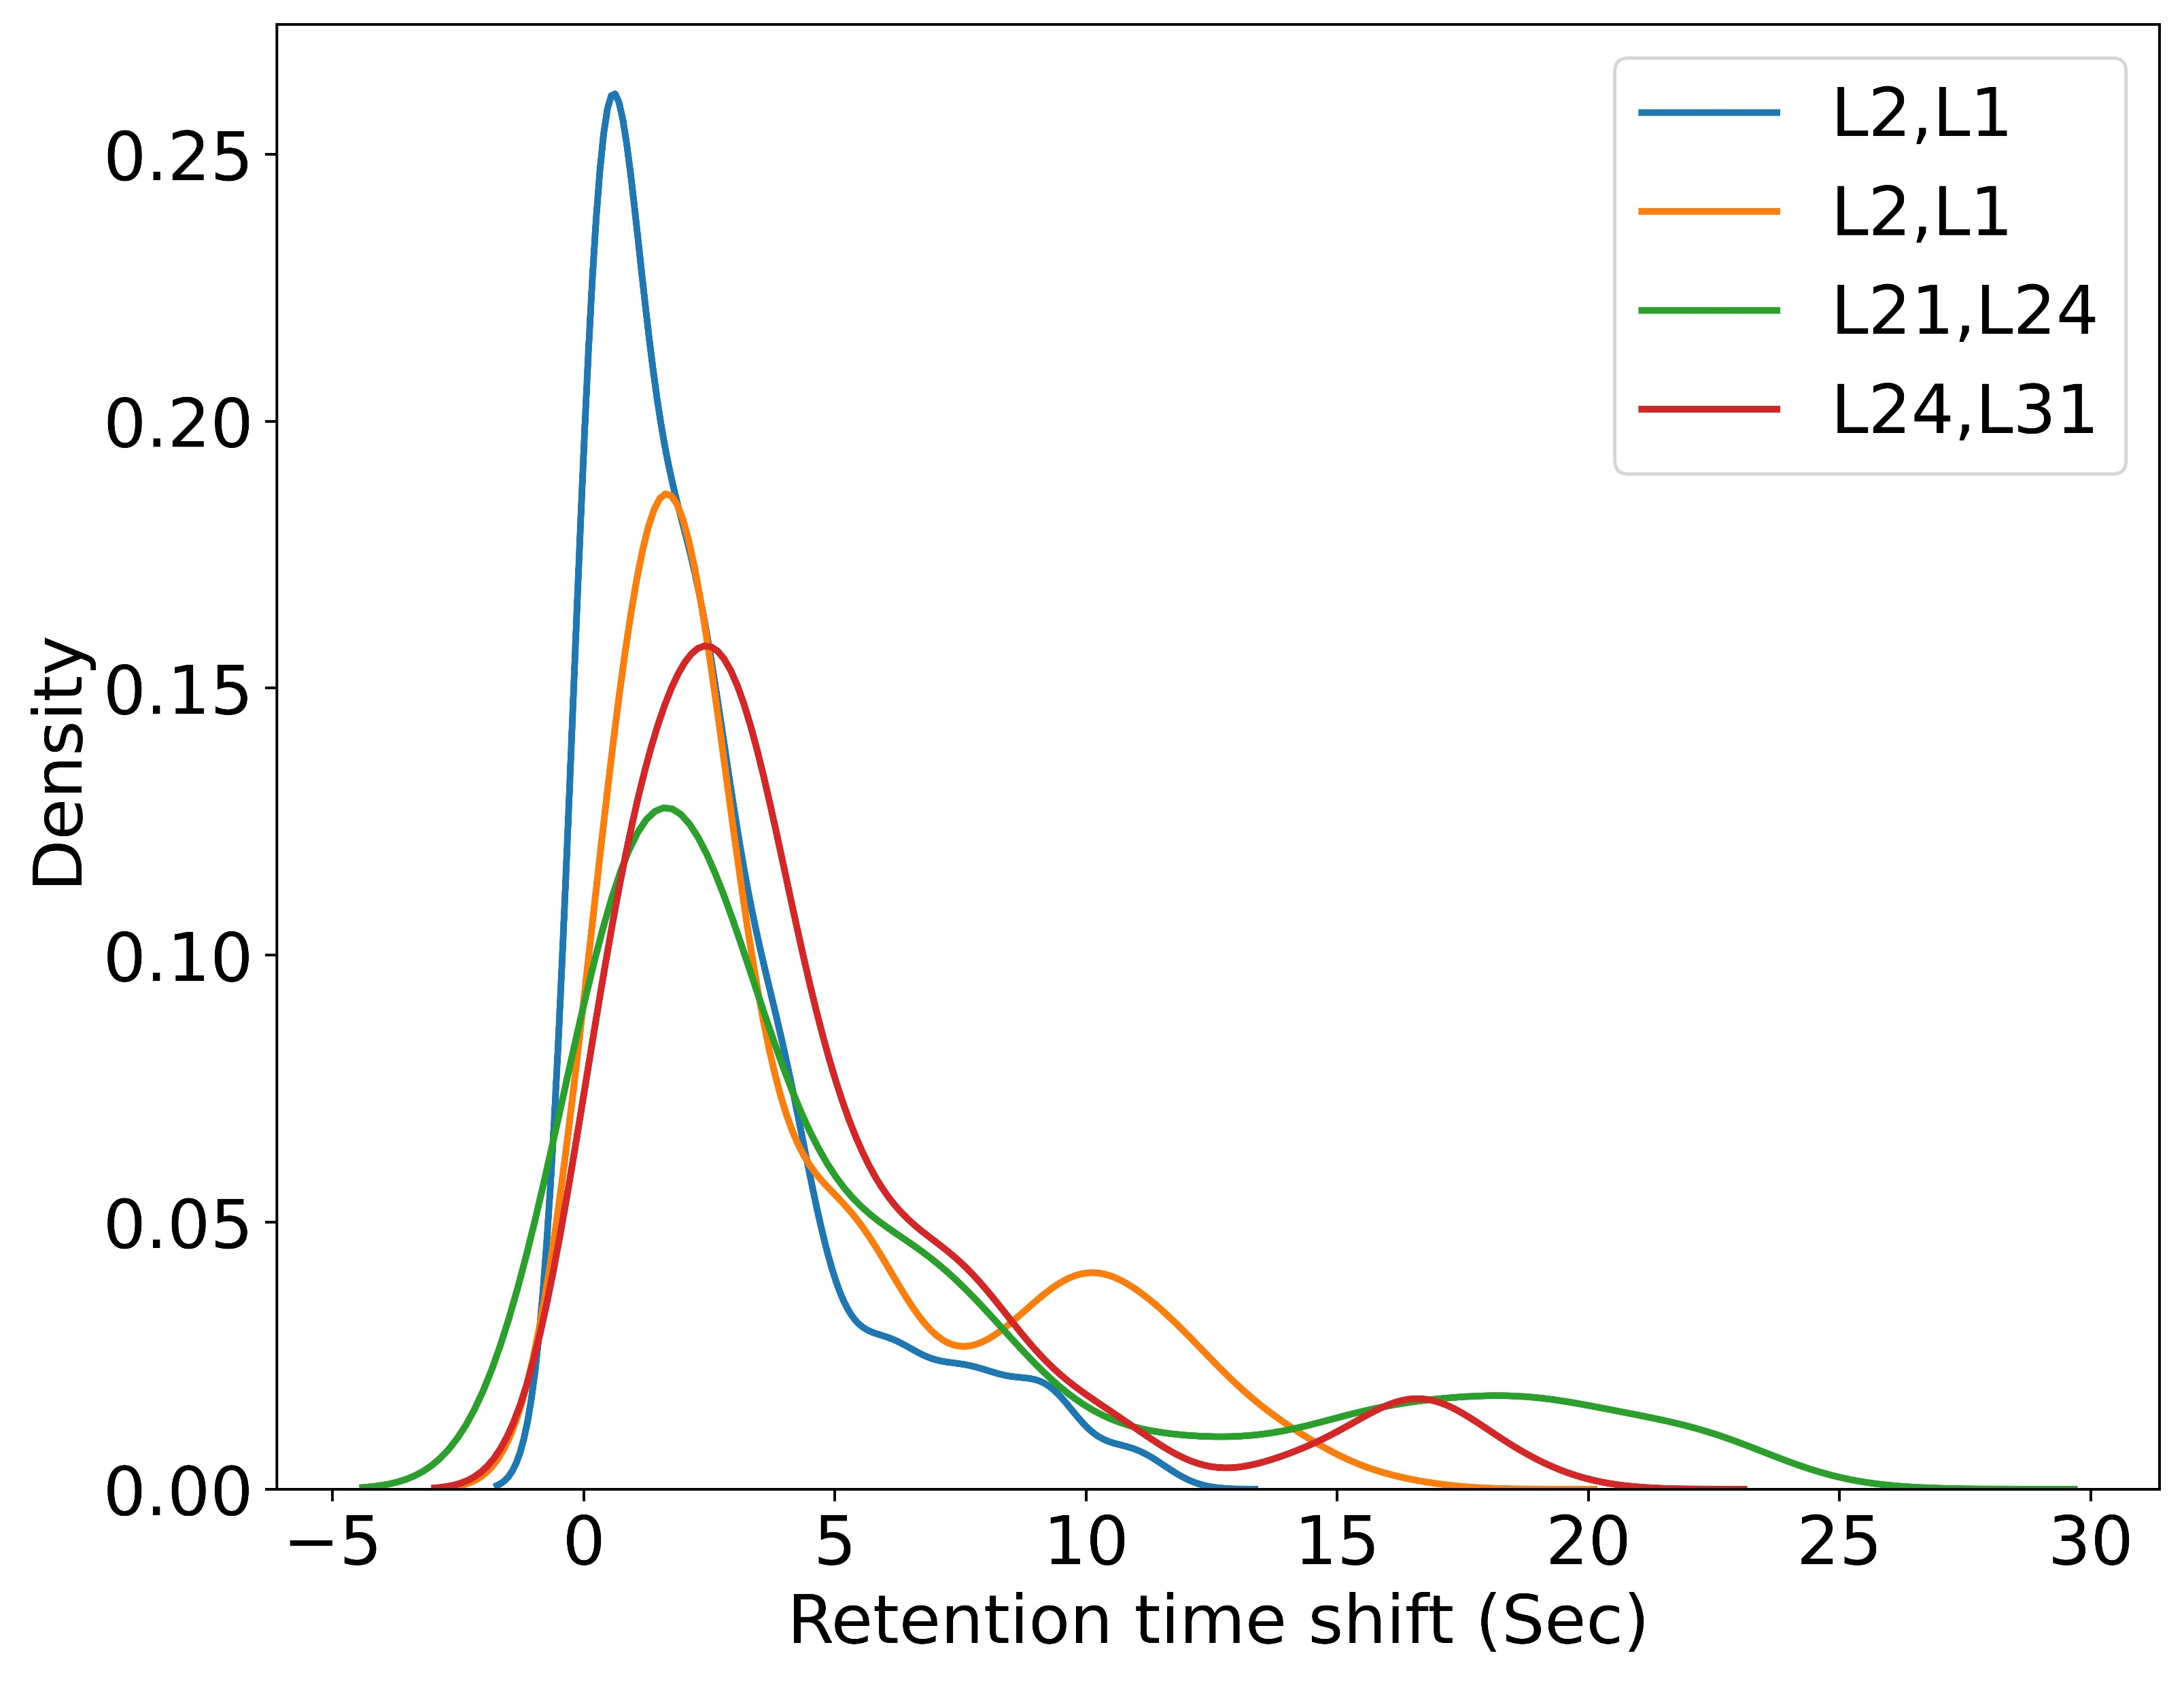 L2,L1
L2,L1
L21,L24
L24,L31
Density
0.25
0.20
0.15
0.10
0.05
0.00
−5 0 5 10 15 20 25 30
Retention time shift (Sec)